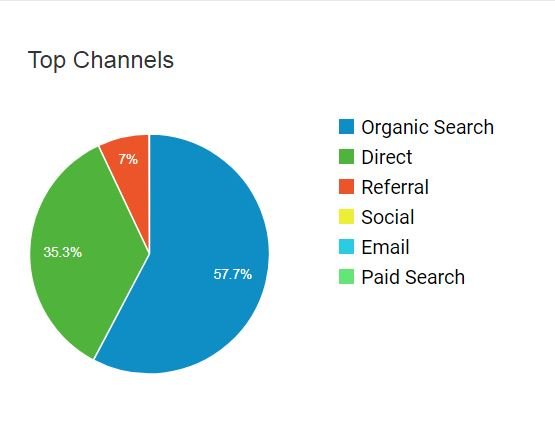 Top Channels
7%
35.3%
57.7%
Organic Search
Direct
Referral
Social
Email
Paid Search